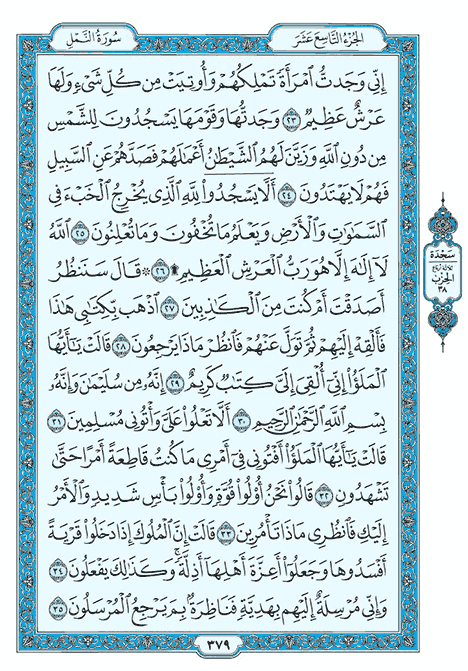 الجزء التاسع عشر
سورة النمل
إِنِّي وَجَدتُّ ٱمْرَأَةً تَمْلِكُهُمْ وَأُوتِيَتْ مِن كُلِّ شَىْءٍ وَلَهَا
عَرْشٌ عَظِيمٌ ٢٣ وَجَدتُّهَا وَقَوْمَهَا يَسْجُدُونَ لِلشَّمْسِ
مِن دُونِ ٱللَّهِ وَزَيَّنَ لَهُمُ ٱلشَّيْطَٰنُ أَعْمَٰلَهُمْ فَصَدَّهُمْ عَنِ ٱلسَّبِيلِ
فَهُمْ لَا يَهْتَدُونَ ٢٤ أَلَّا يَسْجُدُوا۟ لِلَّهِ ٱلَّذِى يُخْرِجُ ٱلْخَبْءَ فِى
ٱلسَّمَٰوَٰتِ وَٱلْأَرْضِ وَيَعْلَمُ مَا تُخْفُونَ وَمَا تُعْلِنُونَ ٢٥ ٱللَّهُ
لَآ إِلَٰهَ إِلَّا هُوَ رَبُّ ٱلْعَرْشِ ٱلْعَظِيمِ ۩ ٢٦ ۞ قَالَ سَنَنظُرُ
أَصَدَقْتَ أَمْ كُنتَ مِنَ ٱلْكَٰذِبِينَ ٢٧ ٱذْهَب بِّكِتَٰبِى هَٰذَا
فَأَلْقِهْ إِلَيْهِمْ ثُمَّ تَوَلَّ عَنْهُمْ فَٱنظُرْ مَاذَا يَرْجِعُونَ ٢٨ قَالَتْ يَٰٓأَيُّهَا
ٱلْمَلَؤُا۟ إِنِّىٓ أُلْقِىَ إِلَىَّ كِتَٰبٌ كَرِيمٌ ٢٩ إِنَّهُۥ مِن سُلَيْمَٰنَ وَإِنَّهُۥ
بِسْمِ ٱللَّهِ ٱلرَّحْمَٰنِ ٱلرَّحِيمِ ٣٠ أَلَّا تَعْلُوا۟ عَلَىَّ وَأْتُونِى مُسْلِمِينَ ٣١
قَالَتْ يَٰٓأَيُّهَا ٱلْمَلَؤُا۟ أَفْتُونِى فِىٓ أَمْرِى مَا كُنتُ قَاطِعَةً أَمْرًا حَتَّىٰ
تَشْهَدُونِ ٣٢ قَالُوا۟ نَحْنُ أُو۟لُوا۟ قُوَّةٍ وَأُو۟لُوا۟ بَأْسٍ شَدِيدٍ وَٱلْأَمْرُ
إِلَيْكِ فَٱنظُرِى مَاذَا تَأْمُرِينَ ٣٣ قَالَتْ إِنَّ ٱلْمُلُوكَ إِذَا دَخَلُوا۟ قَرْيَةً
أَفْسَدُوهَا وَجَعَلُوٓا۟ أَعِزَّةَ أَهْلِهَآ أَذِلَّةً ۖ وَكَذَٰلِكَ يَفْعَلُونَ ٣٤
وَإِنِّى مُرْسِلَةٌ إِلَيْهِم بِهَدِيَّةٍ فَنَاظِرَةٌۢ بِمَ يَرْجِعُ ٱلْمُرْسَلُونَ ٣٥
سجدة
الحزب
٣٨
٣٧٩